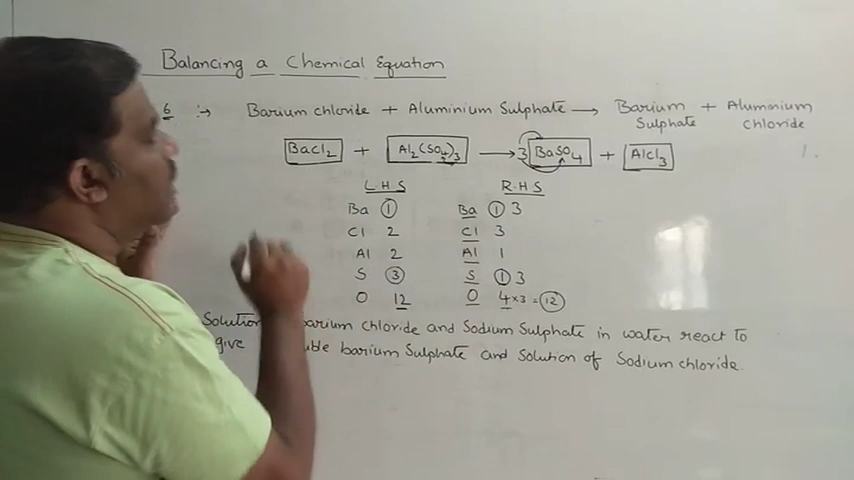 Balancing a Chemical Equation
6 :→ Barium chloride + Aluminium Sulphate → Barium Sulphate + Aluminium chloride
BaCl2 + Al2(SO4)3 → 3 BaSO4 + AlCl3
L.H.S R.H.S
Ba 1 Ba 1 3
Cl 2 Cl 3
Al 2 Al 1
S 3 S 1 3
O 12 O 4×3 = 12
Solution barium chloride and Sodium Sulphate in water react to
give barium Sulphate and Solution of Sodium chloride.